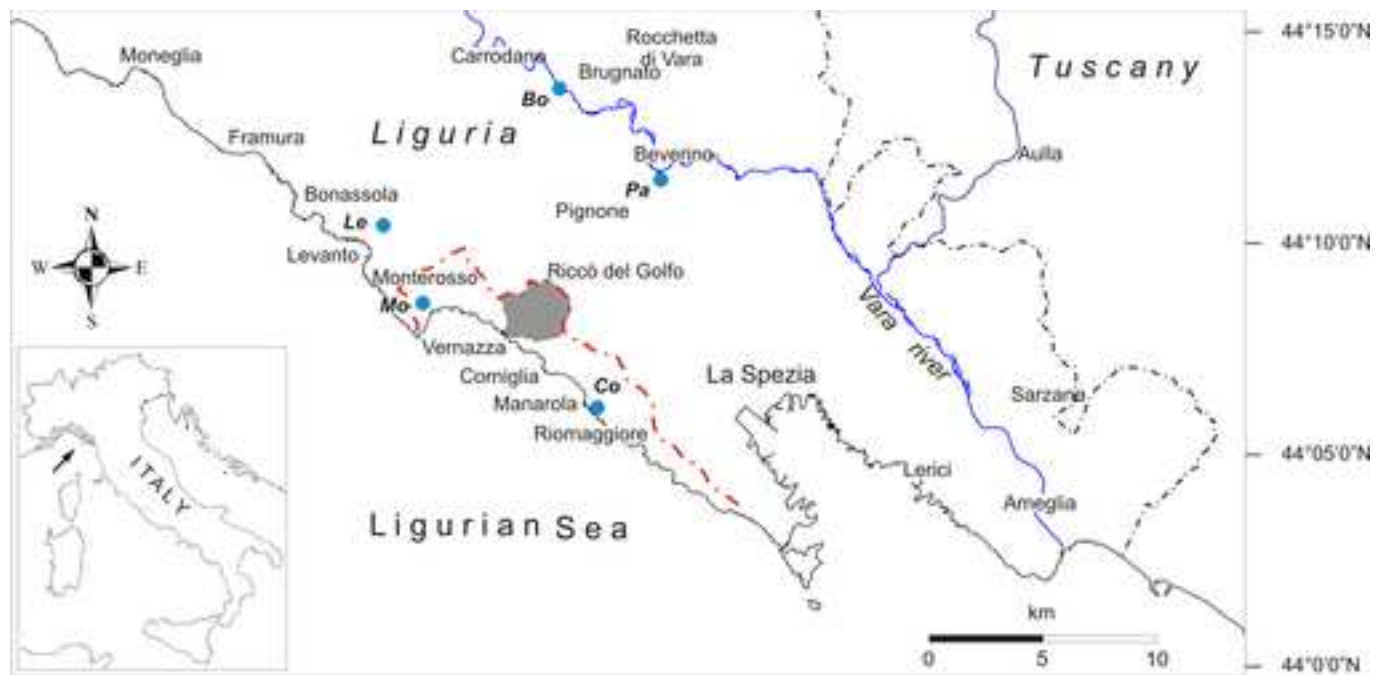 44°15'0"N
Rocchetta
di Vara
Moneglia
Carrodano
Brugnato
Tuscany
Bo
Liguria
Framura
Beverino
Aulla
Pa
Bonassola
Pignone
Le
N
44°10'0"N
Levanto
W
E
Monterosso
Riccò del Golfo
Mo
S
Vara
river
Vernazza
Corniglia
La Spezia
Co
Manarola
Sarzana
Riomaggiore
44°05'0"N
Lerici
ITALY
Ameglia
Ligurian Sea
km
0
5
10
44°0'0"N